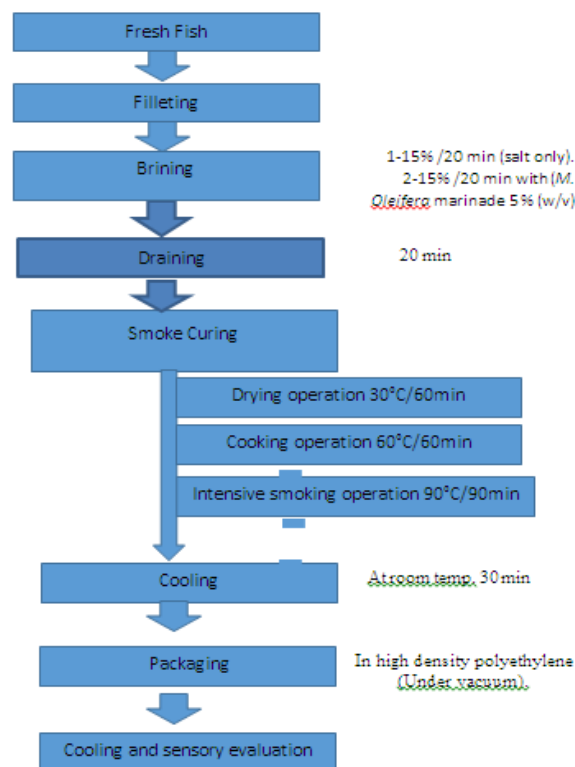 Fresh Fish
Filleting
Brining
1-15% /20 min (salt only).
2-15% /20 min with (M.
Oleifera marinade 5% (w/v)
Draining
20 min
Smoke Curing
Drying operation 30°C/60min
Cooking operation 60°C/60min
Intensive smoking operation 90°C/90min
Cooling
At room temp. 30 min
Packaging
In high density polyethylene
(Under vacuum).
Cooling and sensory evaluation